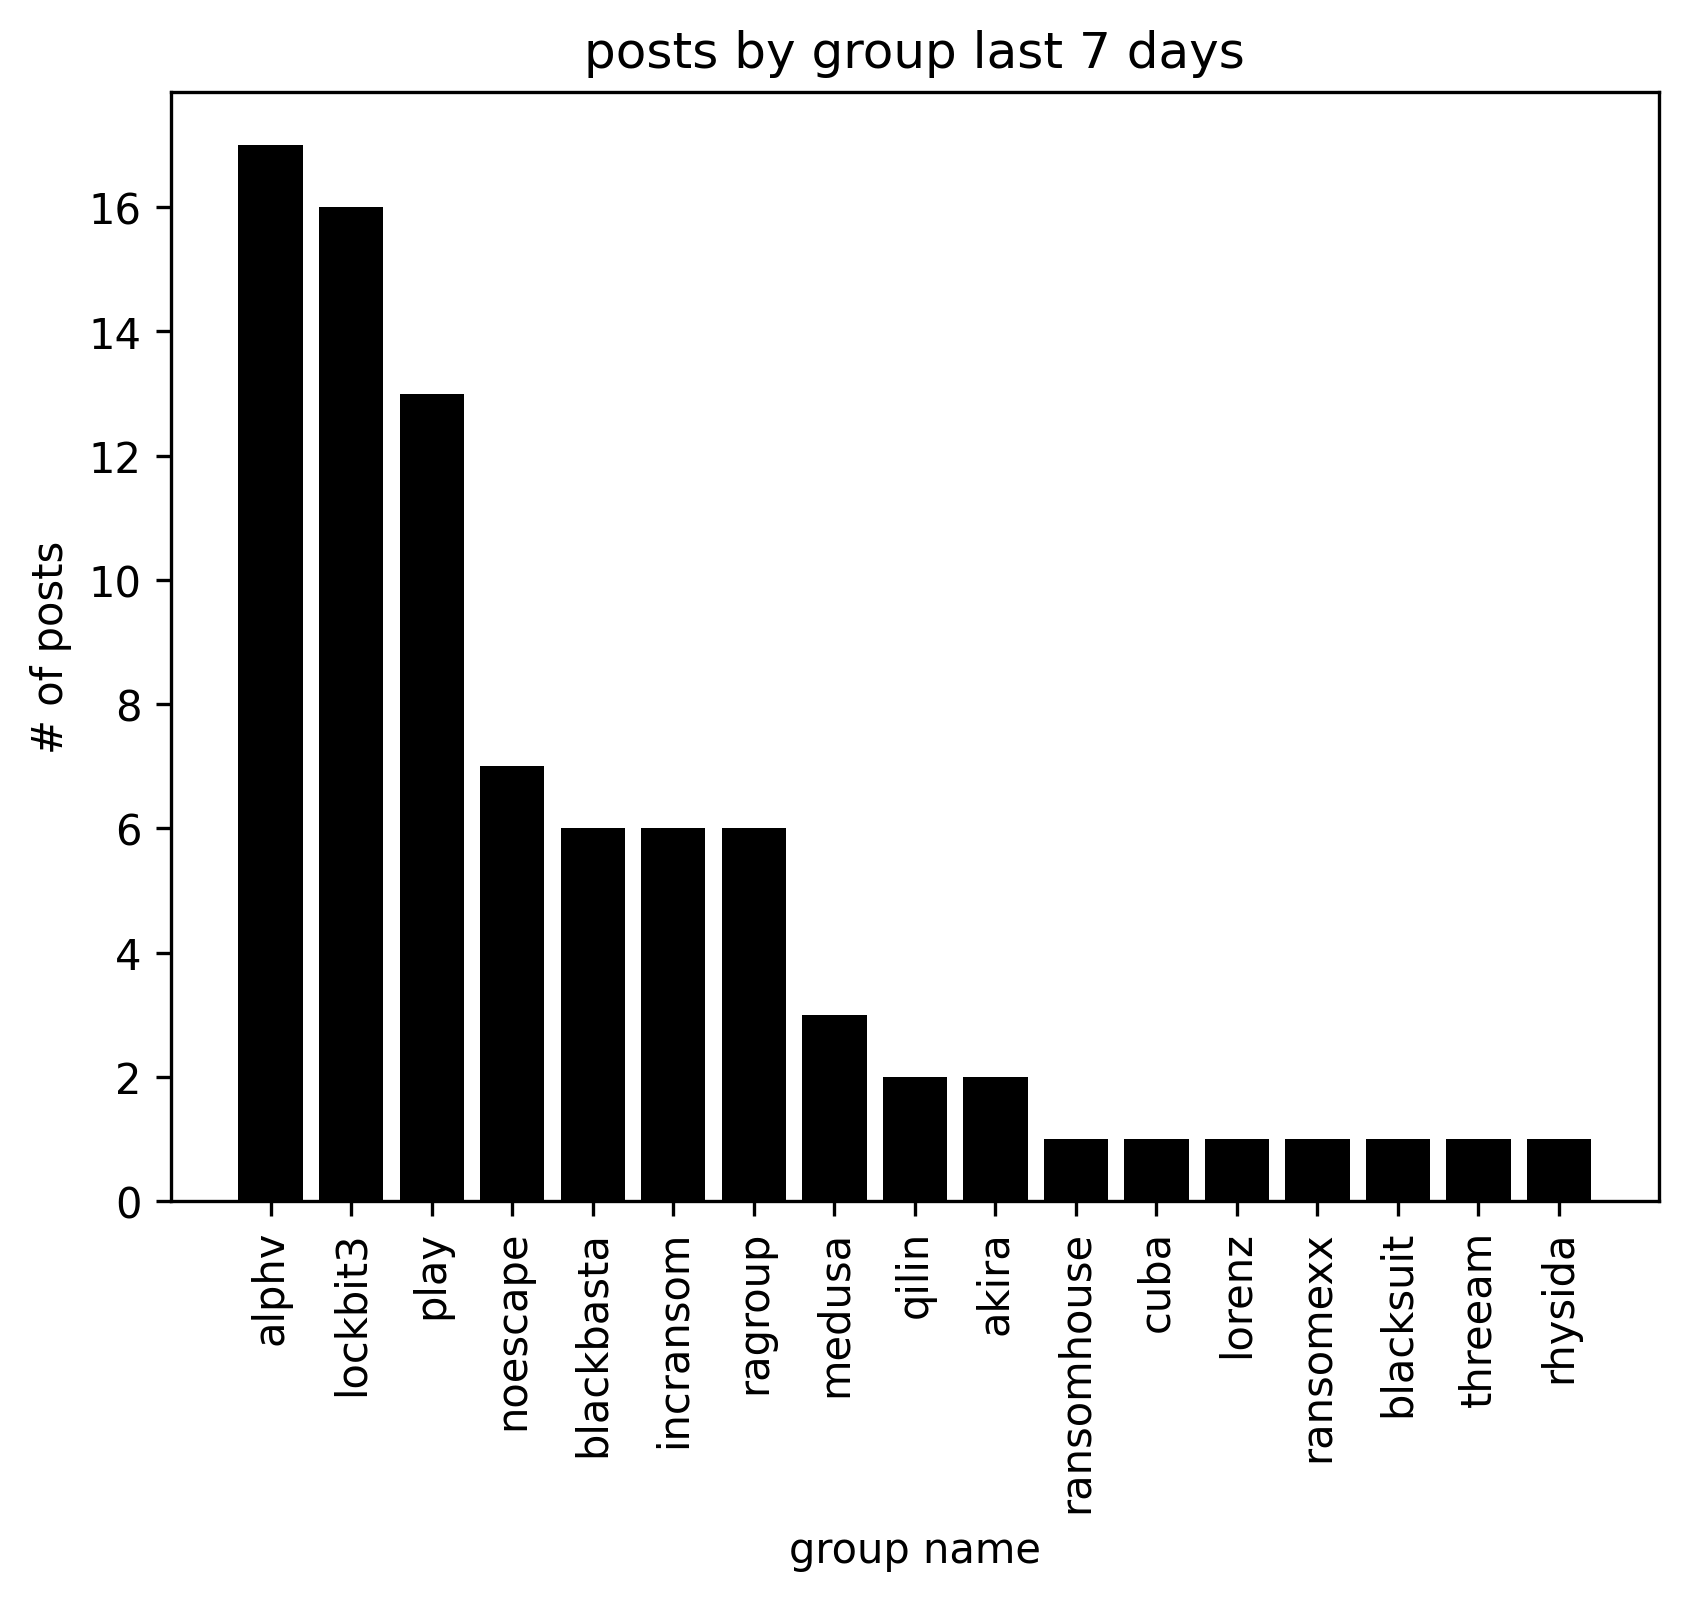 posts by group last 7 days
# of posts
16
14
12
10
8
6
4
2
0
alphv
lockbit3
play
noescape
blackbasta
incransom
ragroup
medusa
qilin
akira
ransomhouse
cuba
lorenz
ransomexx
blacksuit
threeam
rhysida
group name